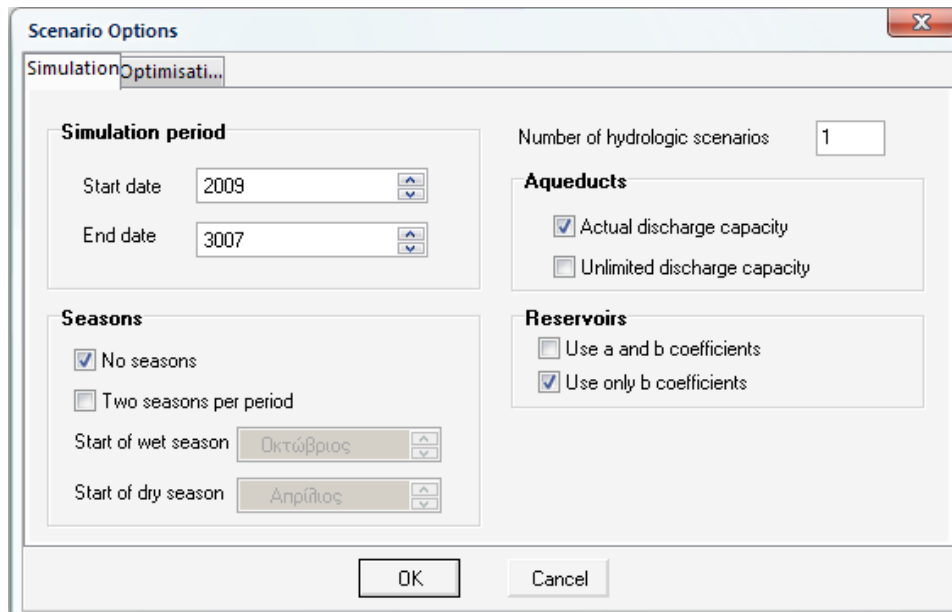 Scenario Options
Simulation
Optimisati...
Simulation period
Start date
2009
End date
3007
Number of hydrologic scenarios
1
Aqueducts
Actual discharge capacity
Unlimited discharge capacity
Seasons
No seasons
Two seasons per period
Start of wet season
Οκτώβριος
Start of dry season
Απρίλιος
Reservoirs
Use a and b coefficients
Use only b coefficients
OK
Cancel